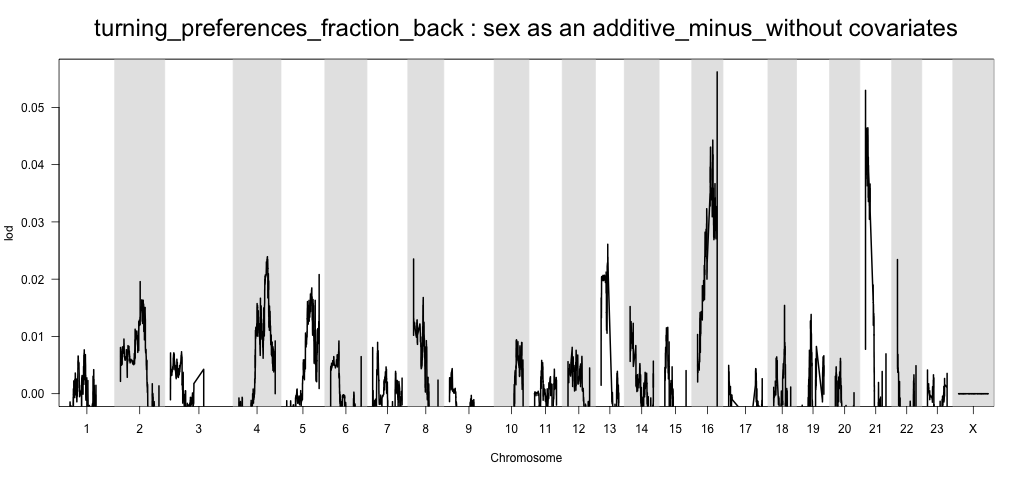 turning_preferences_fraction_back : sex as an additive_minus_without covariates
0.05
0.04
0.03
0.02
0.01
0.00
lod
1 2 3 4 5 6 7 8 9 10 11 12 13 14 15 16 17 18 19 20 21 22 23 X
Chromosome